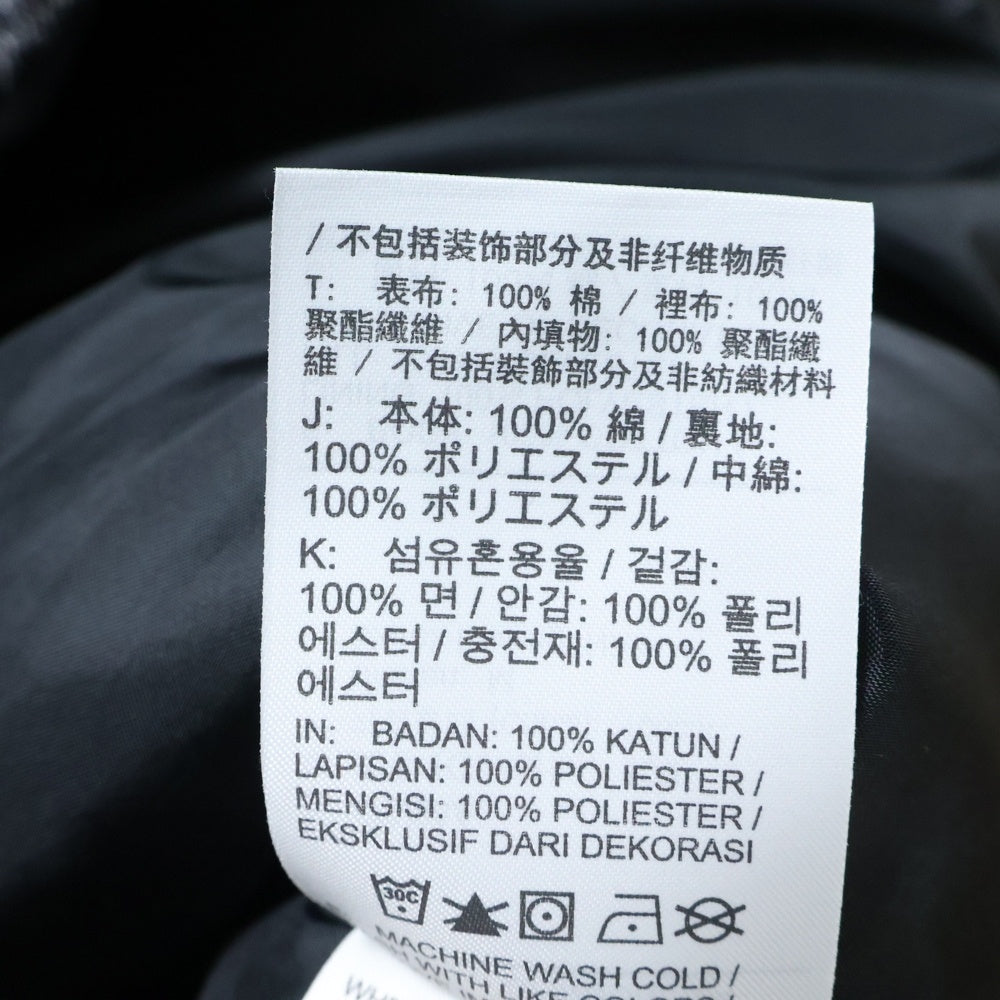 / 不包括装饰部分及非纤维物质
T: 表布: 100% 棉 / 裡布: 100%
聚酯纖維 / 內填物: 100% 聚酯纖
維 / 不包括裝飾部分及非紡織材料
J: 本体: 100% 綿 / 裏地:
100% ポリエステル / 中綿:
100% ポリエステル
K: 섬유혼용율 / 겉감:
100% 면 / 안감: 100% 폴리
에스터 / 충전재: 100% 폴리
에스터
IN: BADAN: 100% KATUN /
LAPISAN: 100% POLIESTER /
MENGISI: 100% POLIESTER /
EKSKLUSIF DARI DEKORASI
30C
MACHINE WASH COLD /
WITH LIKE COLORS /